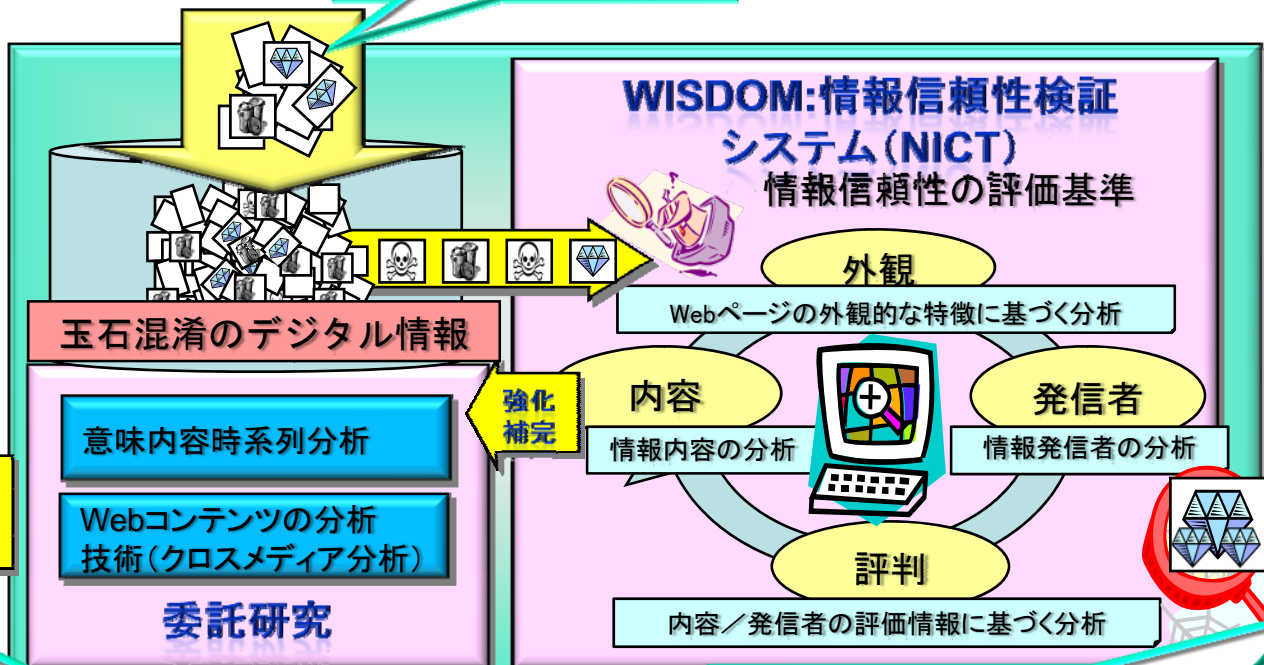 WISDOM:情報信頼性検証
システム(NICT)
情報信頼性の評価基準
外観
Webページの外観的な特徴に基づく分析
玉石混淆のデジタル情報
強化
補完
内容
情報内容の分析
発信者
情報発信者の分析
意味内容時系列分析
Webコンテンツの分析
技術(クロスメディア分析)
評判
内容/発信者の評価情報に基づく分析
委託研究